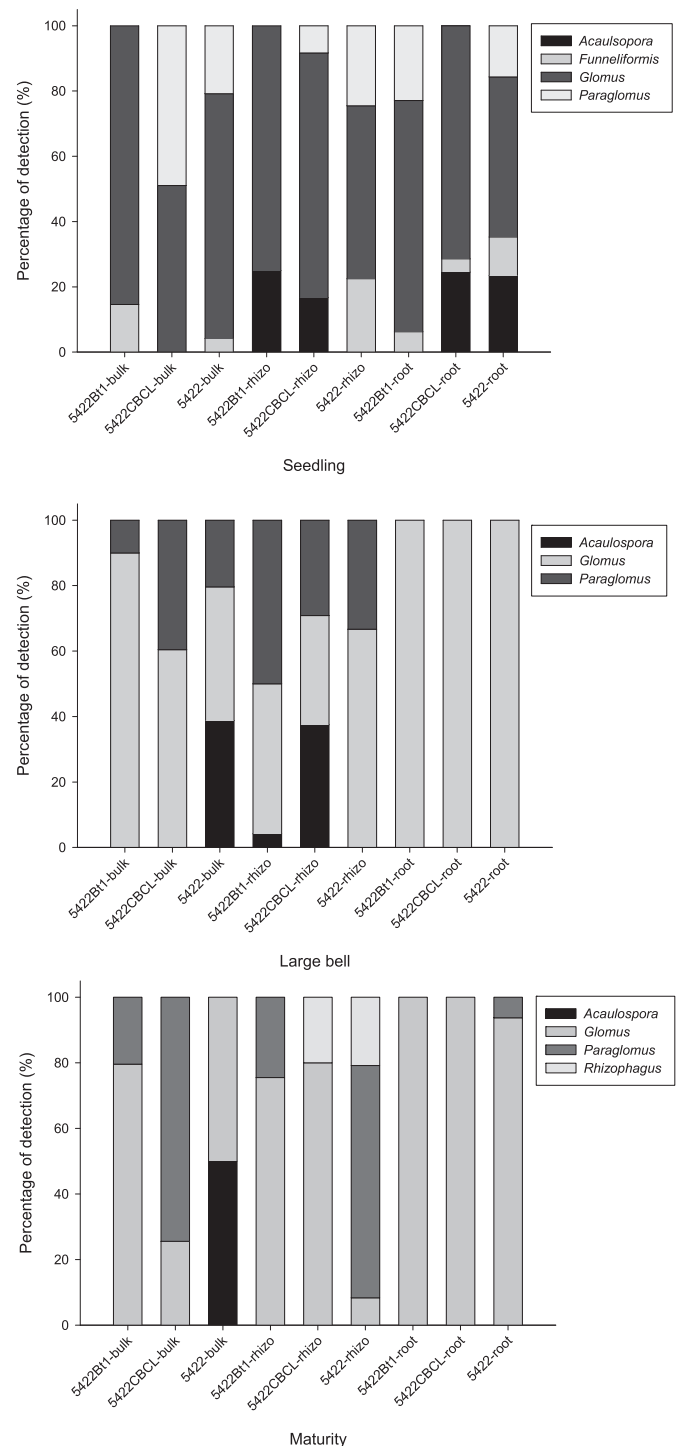 100
80
60
40
20
0
Percentage of detection (%)
Acaulsopora
Funneliformis
Glomus
Paraglomus
5422Bt1-bulk
5422CBCL-bulk
5422-bulk
5422Bt1-rhizo
5422CBCL-rhizo
5422-rhizo
5422Bt1-root
5422CBCL-root
5422-root
Seedling
100
80
60
40
20
0
Percentage of detection (%)
Acaulospora
Glomus
Paraglomus
5422Bt1-bulk
5422CBCL-bulk
5422-bulk
5422Bt1-rhizo
5422CBCL-rhizo
5422-rhizo
5422Bt1-root
5422CBCL-root
5422-root
Large bell
100
80
60
40
20
0
Percentage of detection (%)
Acaulospora
Glomus
Paraglomus
Rhizophagus
5422Bt1-bulk
5422CBCL-bulk
5422-bulk
5422Bt1-rhizo
5422CBCL-rhizo
5422-rhizo
5422Bt1-root
5422CBCL-root
5422-root
Maturity